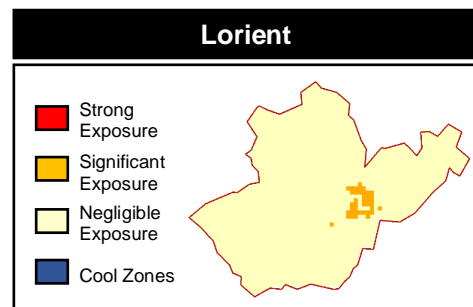 Lorient
Strong
Exposure
Significant
Exposure
Negligible
Exposure
Cool Zones